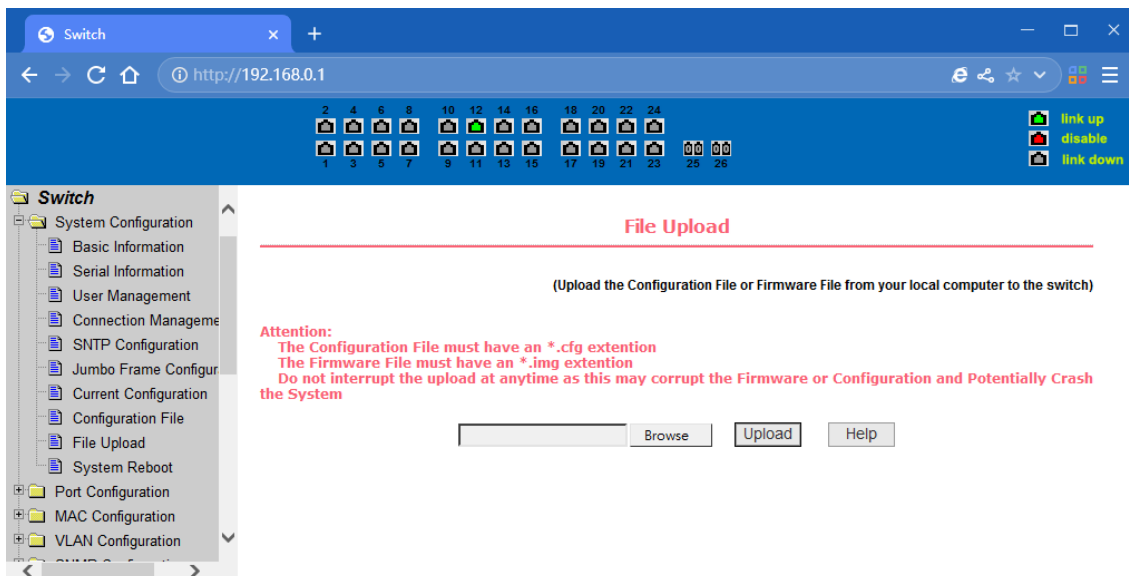 Switch
http://192.168.0.1
2 4 6 8 10 12 14 16 18 20 22 24
1 3 5 7 9 11 13 15 17 19 21 23 25 26
link up
disable
link down
Switch
System Configuration
Basic Information
Serial Information
User Management
Connection Manageme
SNTP Configuration
Jumbo Frame Configur
Current Configuration
Configuration File
File Upload
System Reboot
Port Configuration
MAC Configuration
VLAN Configuration
File Upload
(Upload the Configuration File or Firmware File from your local computer to the switch)
Attention:
The Configuration File must have an *.cfg extention
The Firmware File must have an *.img extention
Do not interrupt the upload at anytime as this may corrupt the Firmware or Configuration and Potentially Crash
the System
Browse Upload Help